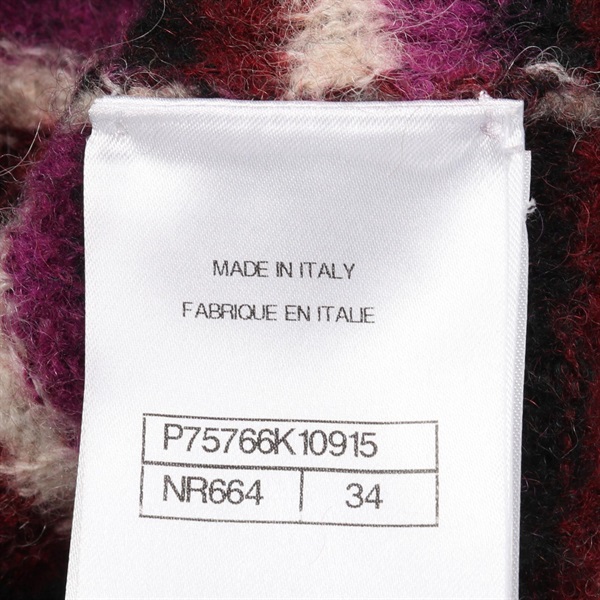 MADE IN ITALY
FABRIQUE EN ITALIE
P75766K10915
NR664 34